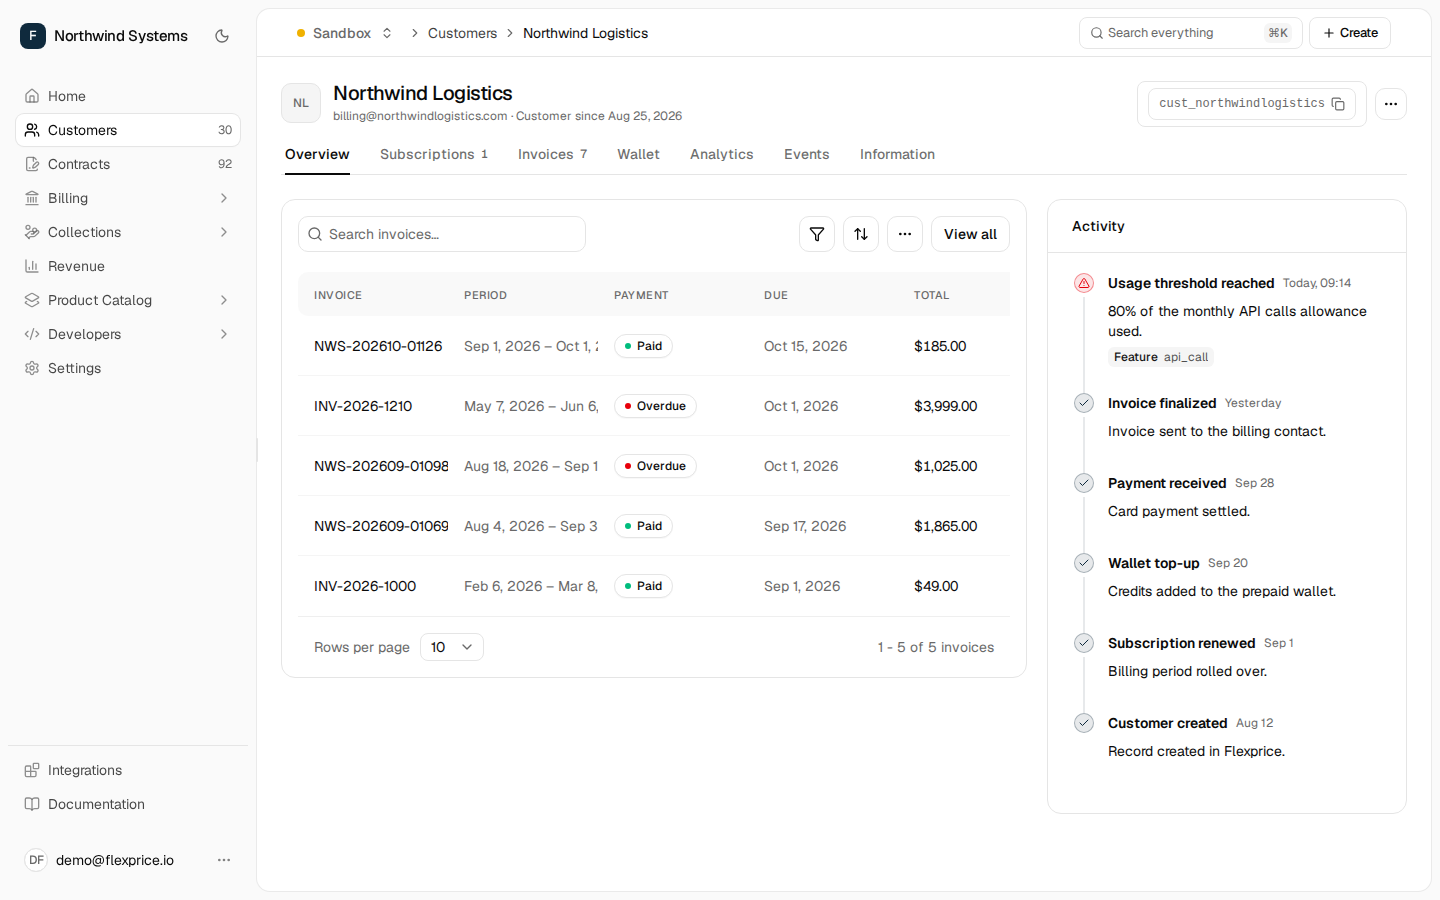 F Northwind Systems
Home
Customers 30
Contracts 92
Billing
Collections
Revenue
Product Catalog
Developers
Settings
Integrations
Documentation
DF demo@flexprice.io
Sandbox Customers Northwind Logistics
Search everything ⌘K
+ Create
NL
Northwind Logistics
billing@northwindlogistics.com · Customer since Aug 25, 2026
cust_northwindlogistics
Overview Subscriptions 1 Invoices 7 Wallet Analytics Events Information
Search invoices...
View all
INVOICE PERIOD PAYMENT DUE TOTAL
NWS-202610-01126 Sep 1, 2026 – Oct 1, Paid Oct 15, 2026 $185.00
INV-2026-1210 May 7, 2026 – Jun 6, Overdue Oct 1, 2026 $3,999.00
NWS-202609-01098 Aug 18, 2026 – Sep 1 Overdue Oct 1, 2026 $1,025.00
NWS-202609-01069 Aug 4, 2026 – Sep 3 Paid Sep 17, 2026 $1,865.00
INV-2026-1000 Feb 6, 2026 – Mar 8, Paid Sep 1, 2026 $49.00
Rows per page 10
1 - 5 of 5 invoices
Activity
Usage threshold reached Today, 09:14
80% of the monthly API calls allowance
used.
Feature api_call
Invoice finalized Yesterday
Invoice sent to the billing contact.
Payment received Sep 28
Card payment settled.
Wallet top-up Sep 20
Credits added to the prepaid wallet.
Subscription renewed Sep 1
Billing period rolled over.
Customer created Aug 12
Record created in Flexprice.